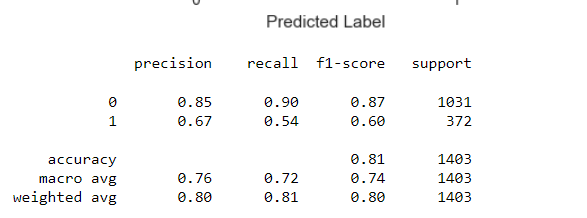 Predicted Label
precision recall f1-score support
0 0.85 0.90 0.87 1031
1 0.67 0.54 0.60 372
accuracy 0.81 1403
macro avg 0.76 0.72 0.74 1403
weighted avg 0.80 0.81 0.80 1403